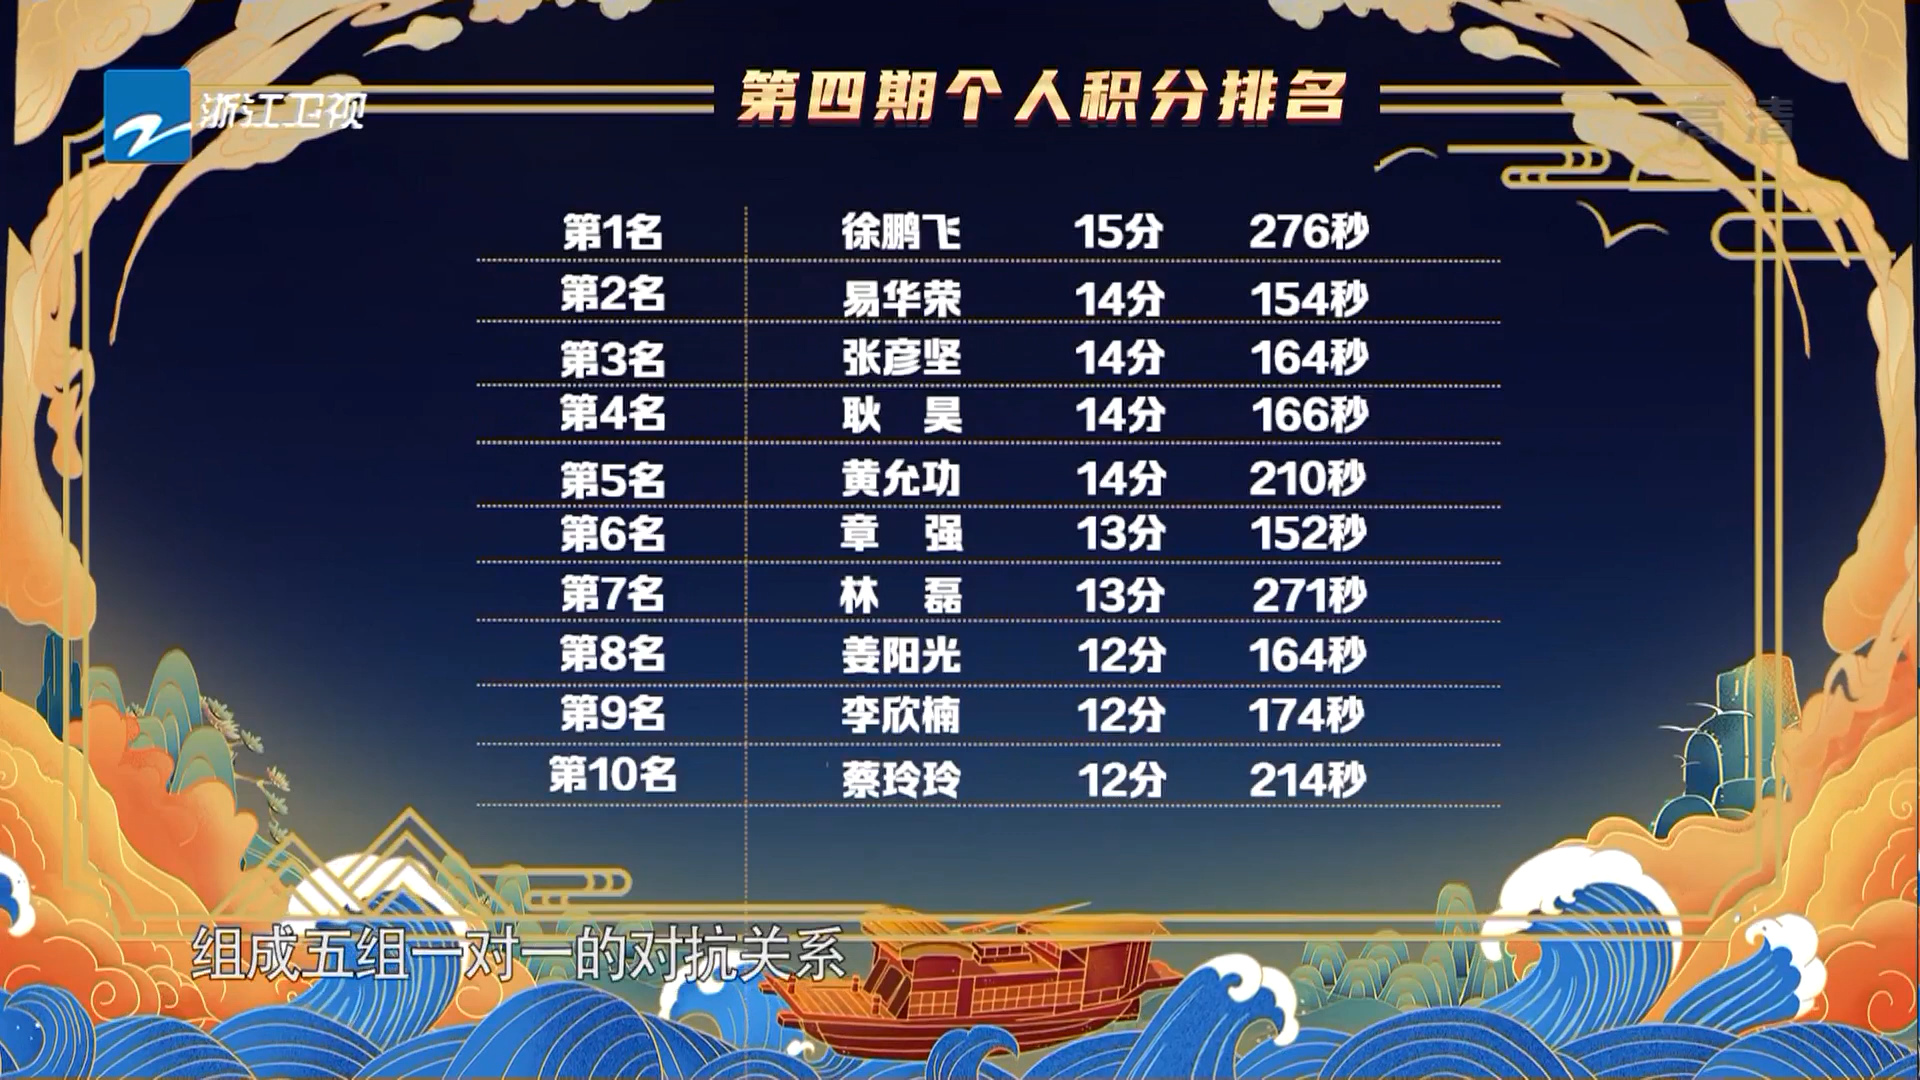 第四期个人积分排名
浙江卫视
高清
第1名 徐鹏飞 15分 276秒
第2名 易华荣 14分 154秒
第3名 张彦坚 14分 164秒
第4名 耿 昊 14分 166秒
第5名 黄允功 14分 210秒
第6名 章 强 13分 152秒
第7名 林 磊 13分 271秒
第8名 姜阳光 12分 164秒
第9名 李欣楠 12分 174秒
第10名 蔡玲玲 12分 214秒
组成五组一对一的对抗关系